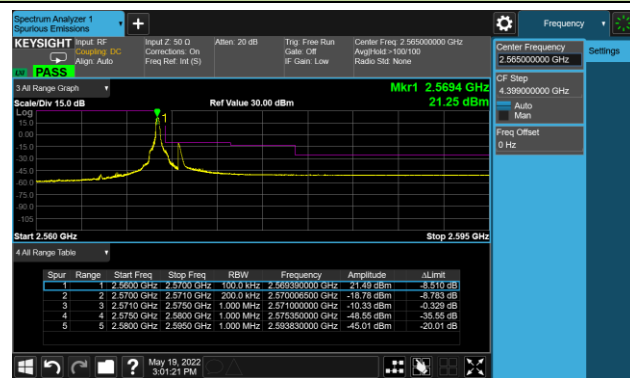 Spectrum Analyzer 1
Spurious Emissions
Frequency
KEYSIGHT Input: RF
Coupling: DC
Align: Auto
Input Z: 50 Ω
Corrections: On
Freq Ref: Int (S)
Atten: 20 dB
Trig: Free Run
Gate: Off
IF Gain: Low
Center Freq: 2.565000000 GHz
Avg|Hold:>100/100
Radio Std: None
PASS
Center Frequency
2.565000000 GHz
Settings
CF Step
4.399000000 GHz
Auto
Man
Freq Offset
0 Hz
3 All Range Graph
Mkr1 2.5694 GHz
Scale/Div 15.0 dB
Ref Value 30.00 dBm
21.25 dBm
Log
1
15.0
0.00
-15.0
-30.0
-45.0
-60.0
-75.0
-90.0
-105
Start 2.560 GHz
Stop 2.595 GHz
4 All Range Table
Spur Range Start Freq Stop Freq RBW Frequency Amplitude ΔLimit
1 1 2.5600 GHz 2.5700 GHz 100.0 kHz 2.569390000 GHz 21.49 dBm -8.510 dB
2 2 2.5700 GHz 2.5710 GHz 200.0 kHz 2.570006500 GHz -18.78 dBm -8.783 dB
3 3 2.5710 GHz 2.5750 GHz 1.000 MHz 2.571000000 GHz -10.33 dBm -0.329 dB
4 4 2.5750 GHz 2.5800 GHz 1.000 MHz 2.575350000 GHz -48.55 dBm -35.55 dB
5 5 2.5800 GHz 2.5950 GHz 1.000 MHz 2.593830000 GHz -45.01 dBm -20.01 dB
?
May 19, 2022
3:01:21 PM